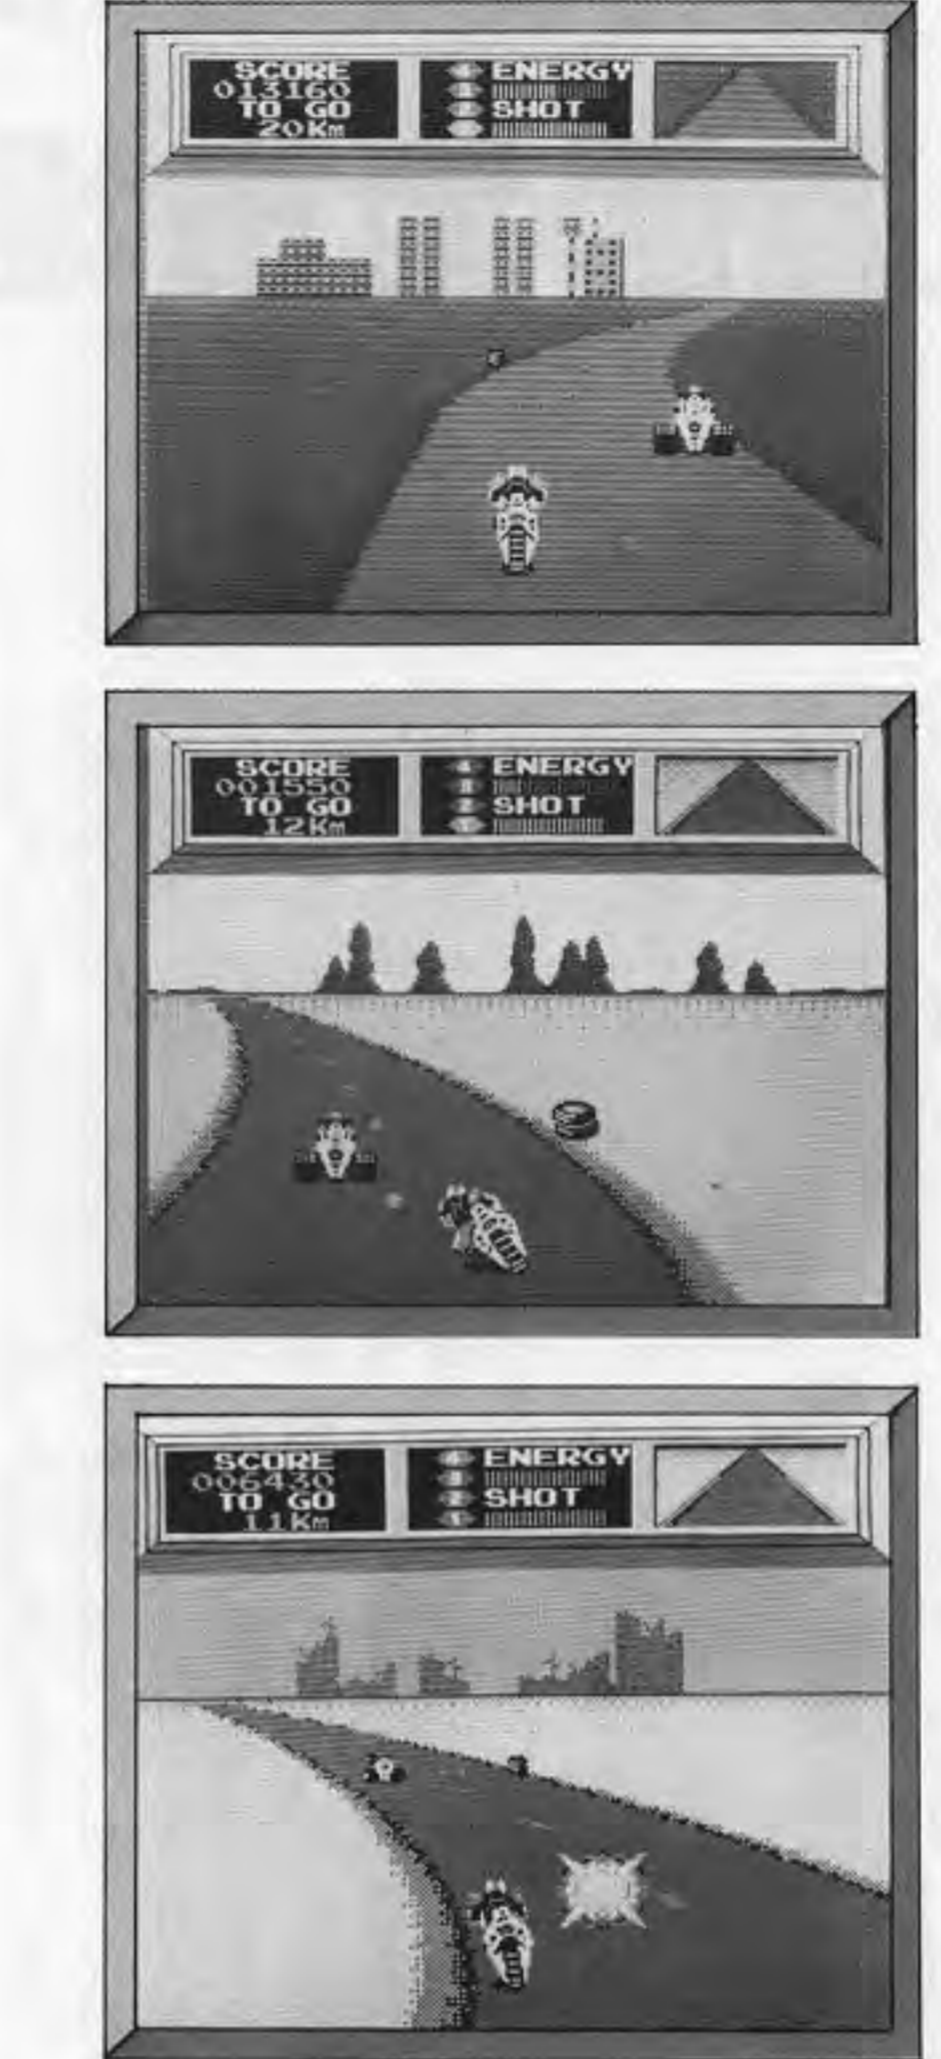 SCORE
013160
TO GO
20Km
4 ENERGY
3
2 SHOT
1
SCORE
001550
TO GO
12Km
4 ENERGY
3
2 SHOT
1
SCORE
006430
TO GO
11Km
4 ENERGY
3
2 SHOT
1